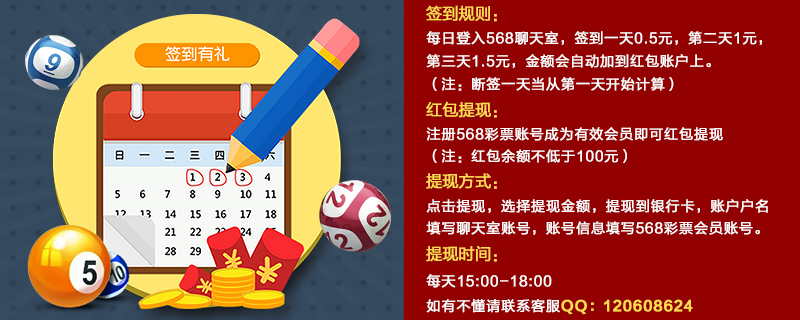 签到有礼
9
日 一 二 三 四 五 六
1 2 3 4
5 6 7 8 9 10 11
12 13 14 15 16 17 18
21 22 23 24 25
28 29
5
10
12
12
签到规则：
每日登入568聊天室，签到一天0.5元，第二天1元，
第三天1.5元，金额会自动加到红包账户上。
（注：断签一天当从第一天开始计算）
红包提现：
注册568彩票账号成为有效会员即可红包提现
（注：红包余额不低于100元）
提现方式：
点击提现，选择提现金额，提现到银行卡，账户户名
填写聊天室账号，账号信息填写568彩票会员账号。
提现时间：
每天15:00-18:00
如有不懂请联系客服QQ：120608624